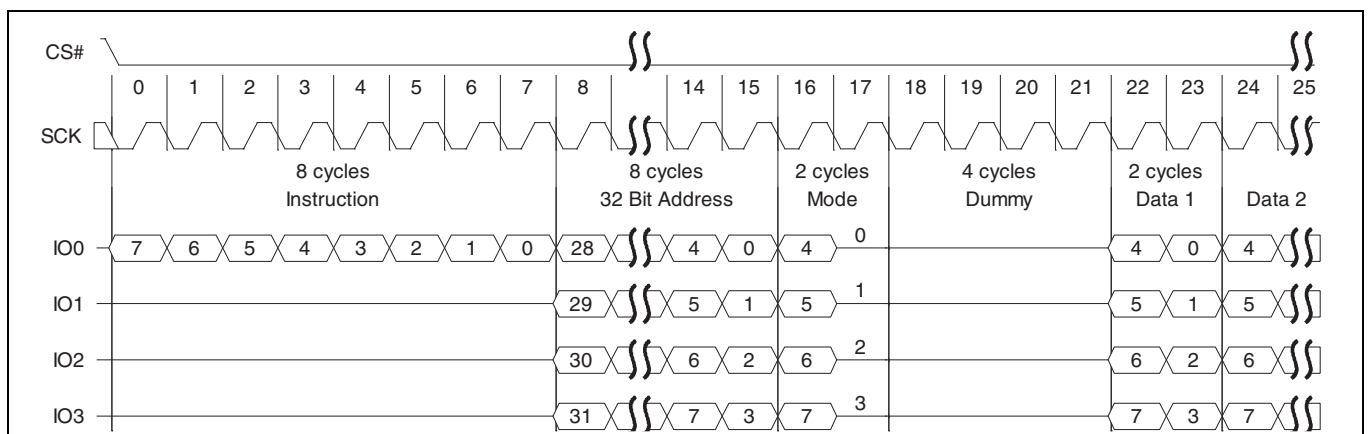 CS#
0 1 2 3 4 5 6 7 8 14 15 16 17 18 19 20 21 22 23 24 25
SCK
8 cycles 8 cycles 2 cycles 4 cycles 2 cycles
Instruction 32 Bit Address Mode Dummy Data 1 Data 2
IO0 7 6 5 4 3 2 1 0 28 4 0 4 0 4 0 4
IO1 29 5 1 5 1 5 1 5
IO2 30 6 2 6 2 6 2 6
IO3 31 7 3 7 3 7 3 7